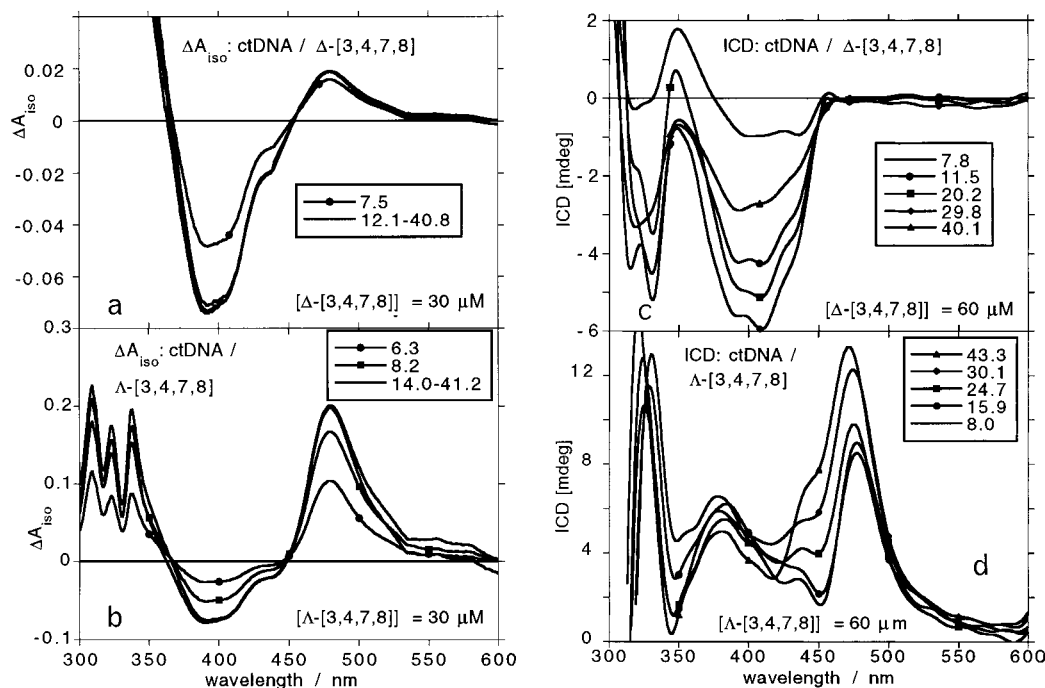 ΔA_iso: ctDNA / Δ-[3,4,7,8]
ΔA_iso
0.02
0
-0.02
-0.04
-0.06
7.5
12.1-40.8
a
[Δ-[3,4,7,8]] = 30 μM
ΔA_iso: ctDNA /
Λ-[3,4,7,8]
ΔA_iso
0.3
0.2
0.1
0
-0.1
6.3
8.2
14.0-41.2
b
[Λ-[3,4,7,8]] = 30 μM
300 350 400 450 500 550 600
wavelength / nm
ICD: ctDNA / Δ-[3,4,7,8]
ICD [mdeg]
2
0
-2
-4
-6
7.8
11.5
20.2
29.8
40.1
c
[Δ-[3,4,7,8]] = 60 μM
ICD: ctDNA /
Λ-[3,4,7,8]
ICD [mdeg]
12
8
4
0
43.3
30.1
24.7
15.9
8.0
d
[Λ-[3,4,7,8]] = 60 μm
300 350 400 450 500 550 600
wavelength / nm